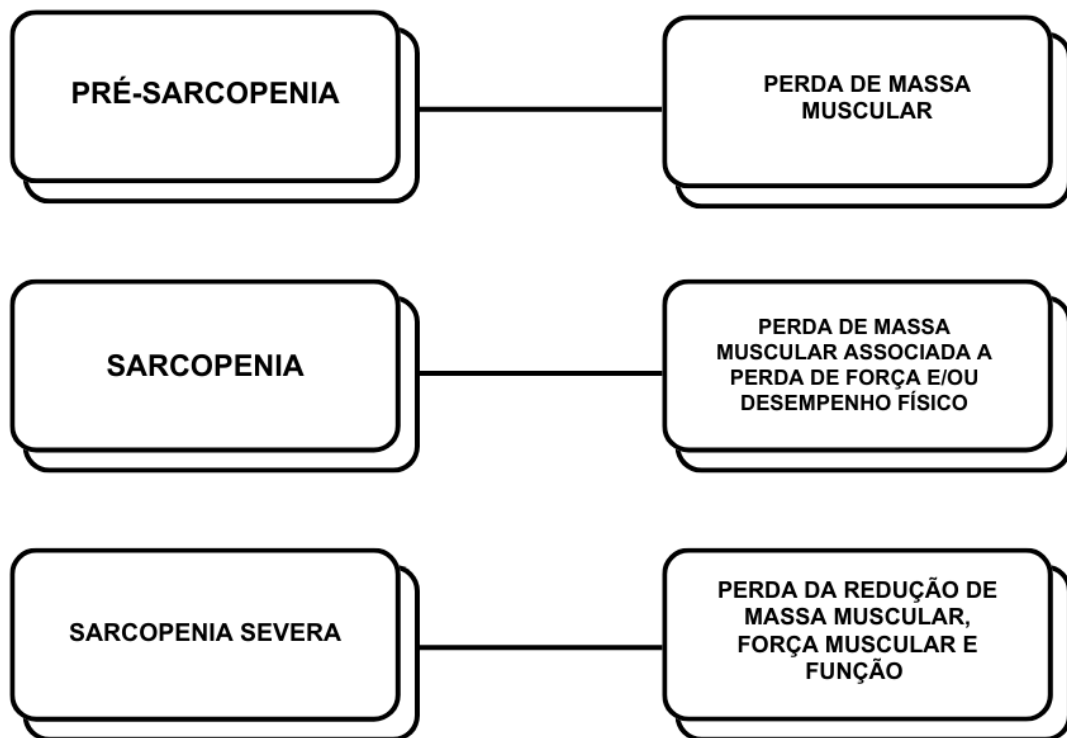 PRÉ-SARCOPENIA
PERDA DE MASSA
MUSCULAR
SARCOPENIA
PERDA DE MASSA
MUSCULAR ASSOCIADA A
PERDA DE FORÇA E/OU
DESEMPENHO FÍSICO
SARCOPENIA SEVERA
PERDA DA REDUÇÃO DE
MASSA MUSCULAR,
FORÇA MUSCULAR E
FUNÇÃO